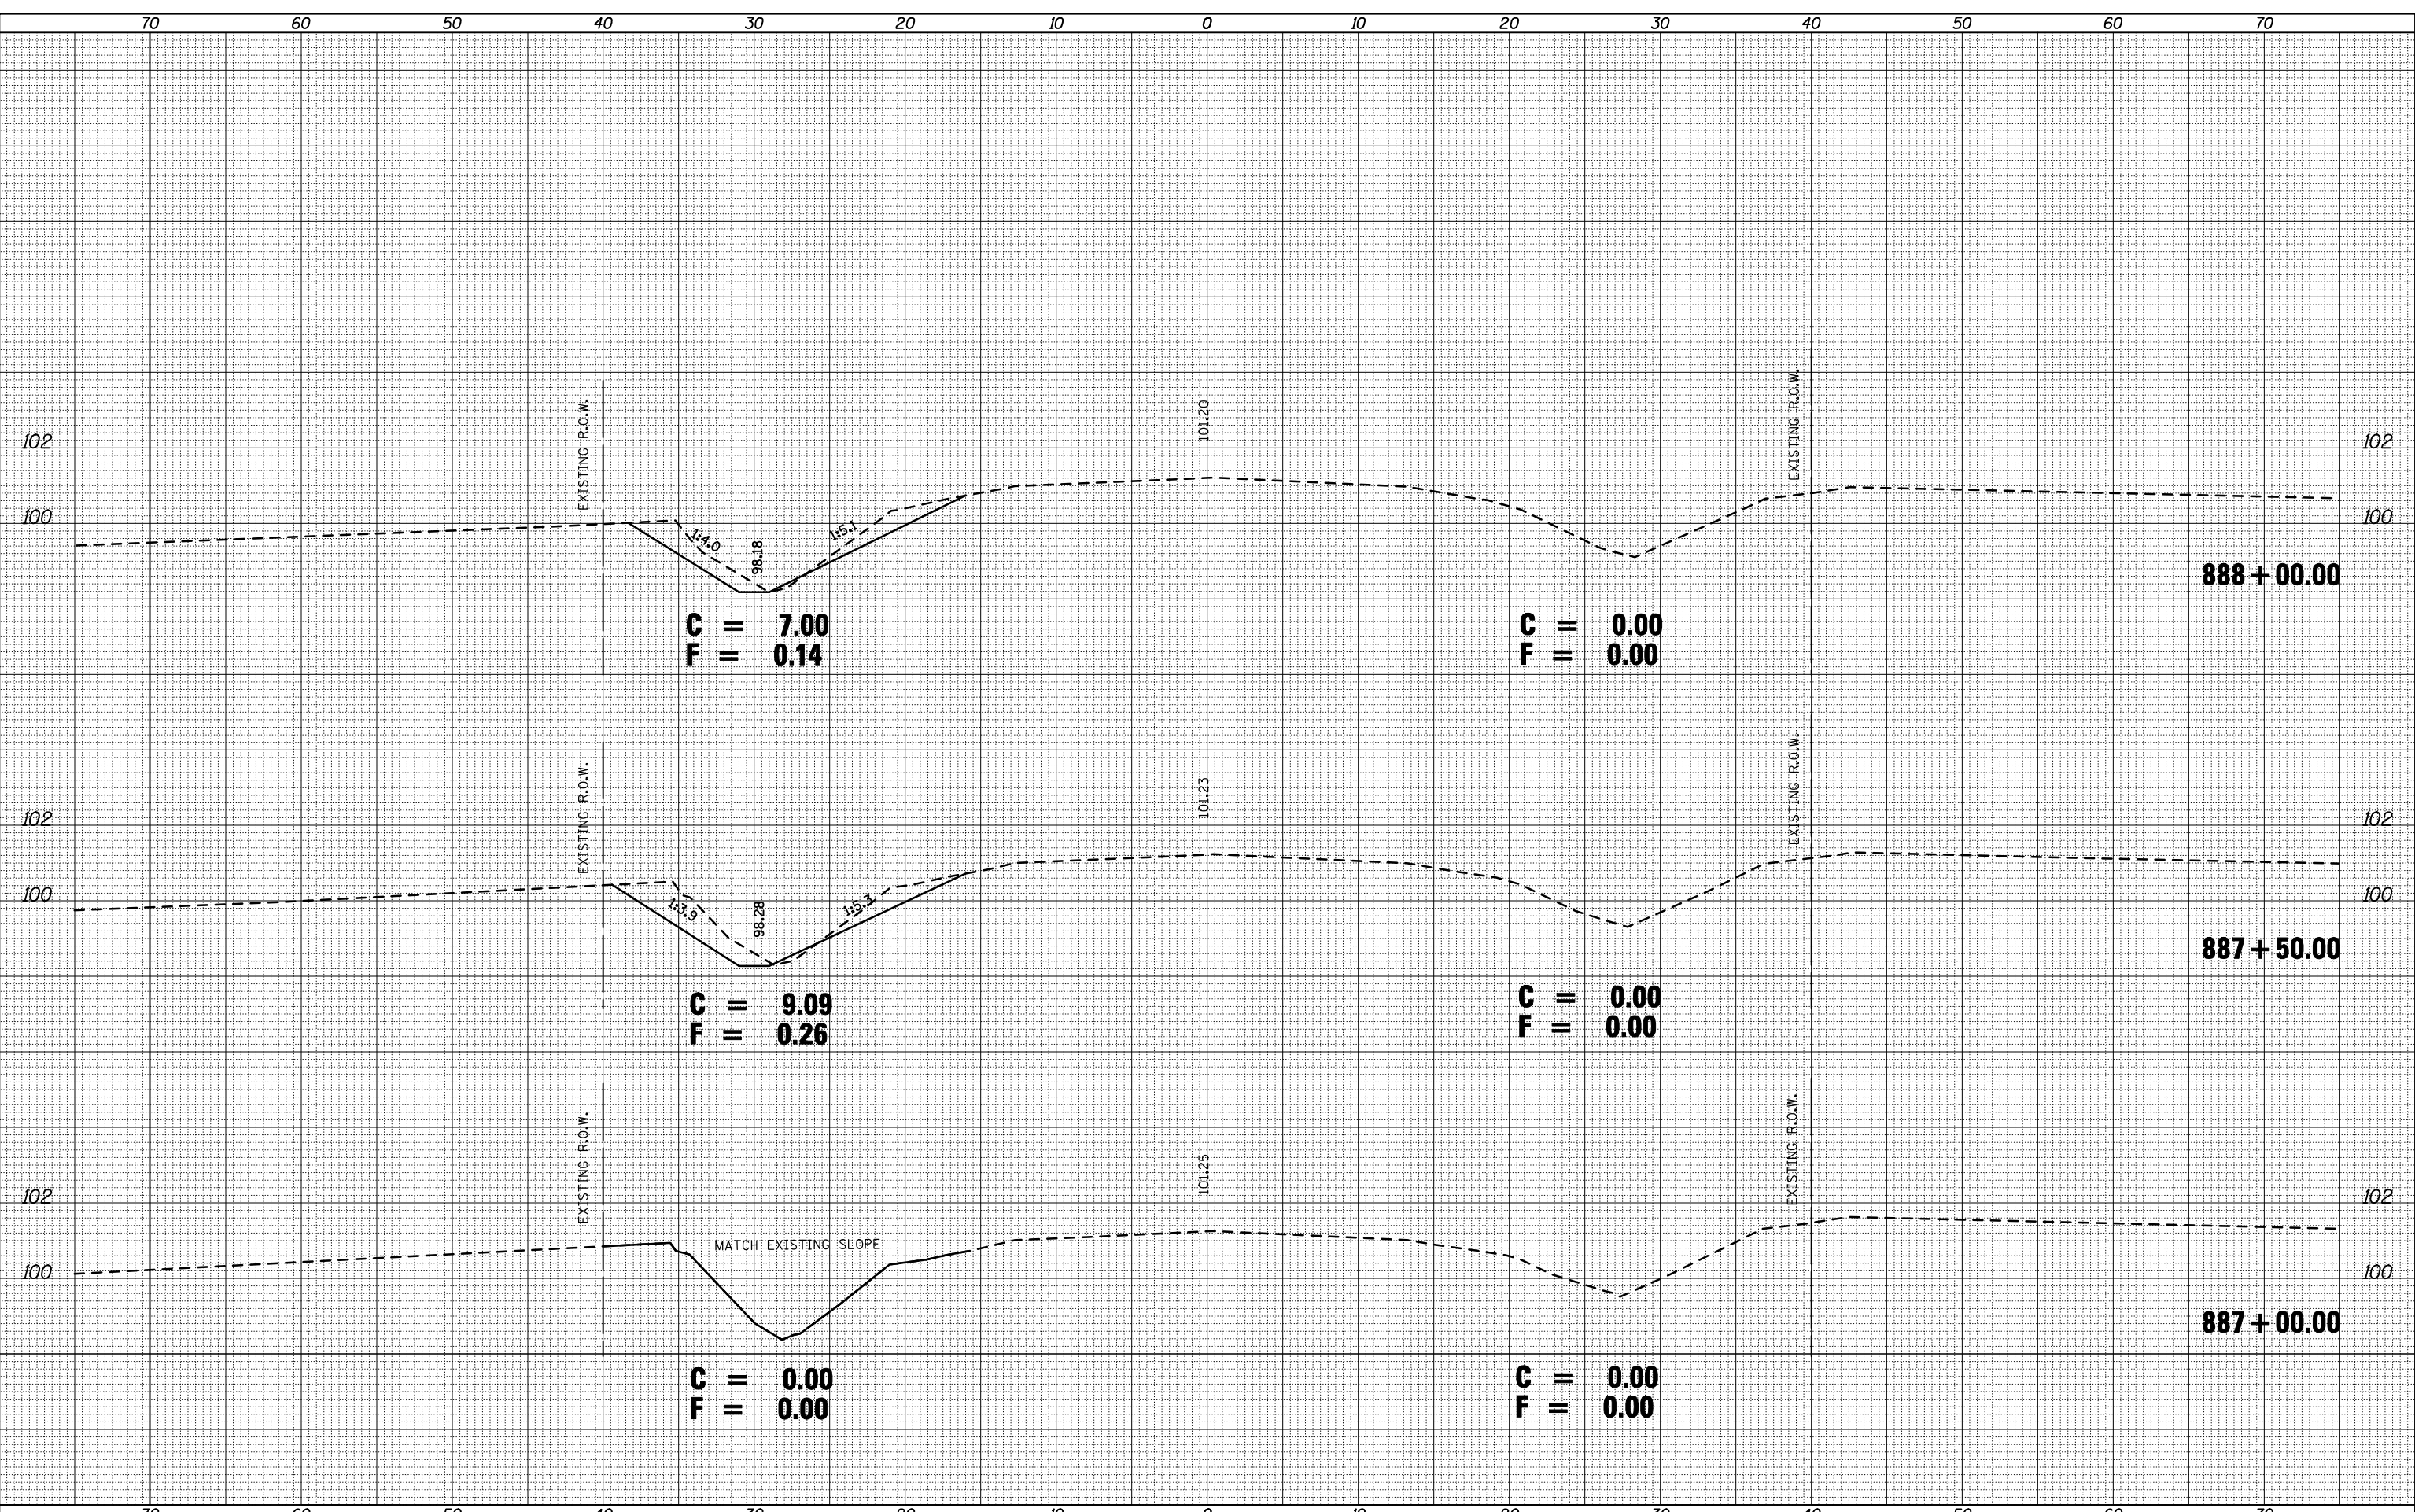 70 60 50 40 30 20 10 0 10 20 30 40 50 60 70
EXISTING R.O.W.
101.20
EXISTING R.O.W.
102
102
100
1:4.0
98.18
1:5.1
100
888+00.00
C = 7.00
F = 0.14
C = 0.00
F = 0.00
EXISTING R.O.W.
101.23
EXISTING R.O.W.
102
102
100
1:3.9
98.28
1:5.3
100
887+50.00
C = 9.09
F = 0.26
C = 0.00
F = 0.00
EXISTING R.O.W.
101.25
EXISTING R.O.W.
102
102
MATCH EXISTING SLOPE
100
100
887+00.00
C = 0.00
F = 0.00
C = 0.00
F = 0.00